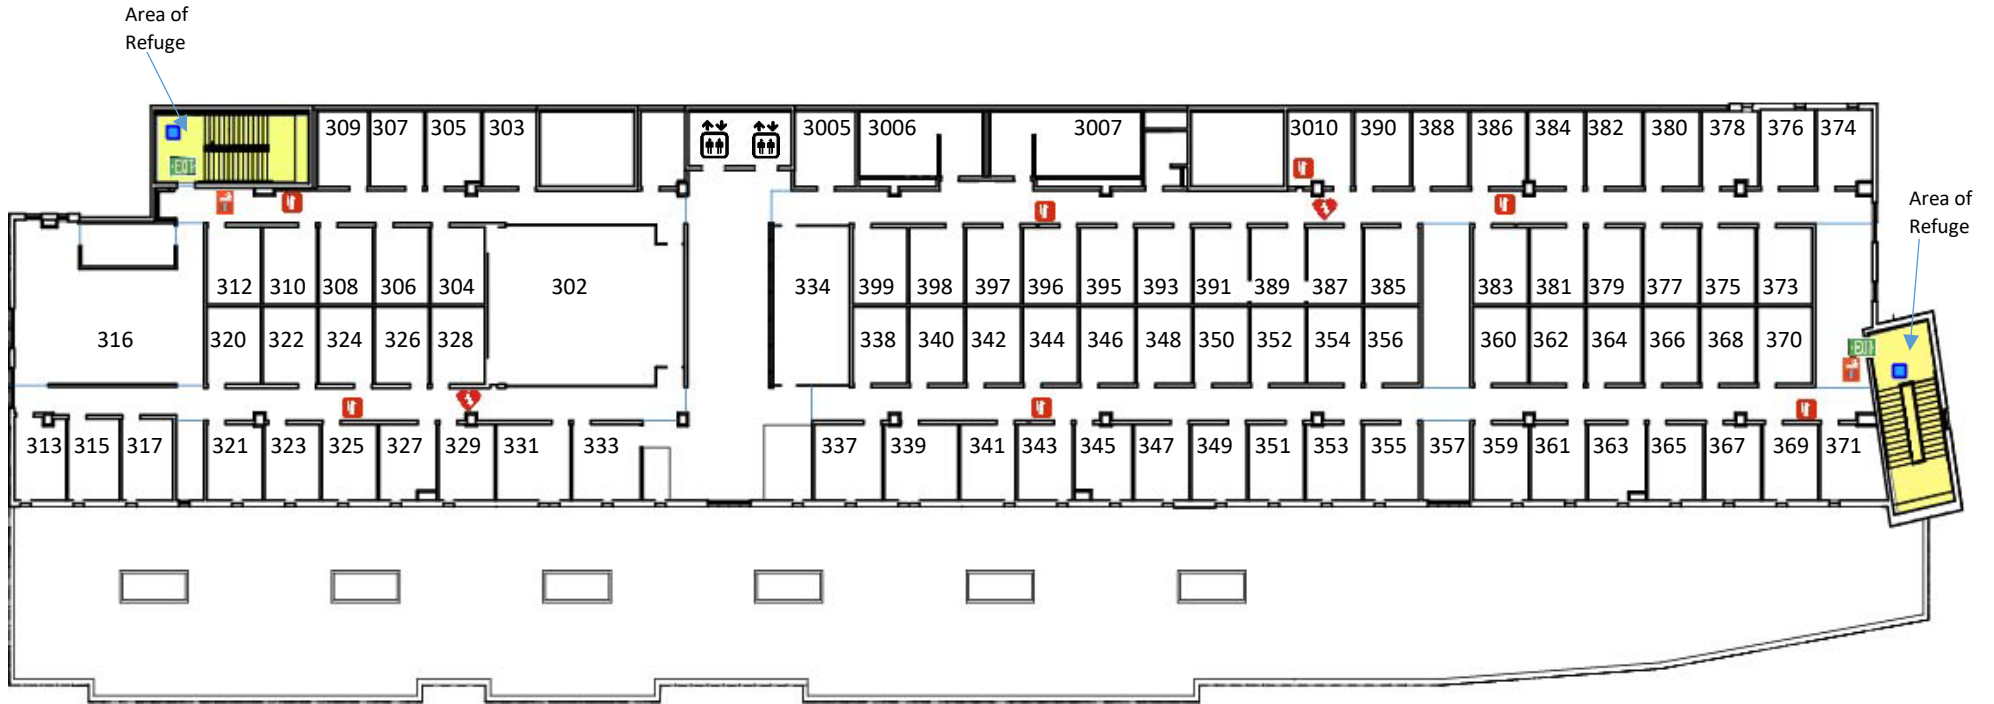 Area of
Refuge
309 307 305 303 3005 3006 3007 3010 390 388 386 384 382 380 378 376 374
EXIT
Area of
Refuge
312 310 308 306 304 302 334 399 398 397 396 395 393 391 389 387 385 383 381 379 377 375 373
316 320 322 324 326 328 338 340 342 344 346 348 350 352 354 356 360 362 364 366 368 370
EXIT
313 315 317 321 323 325 327 329 331 333 337 339 341 343 345 347 349 351 353 355 357 359 361 363 365 367 369 371